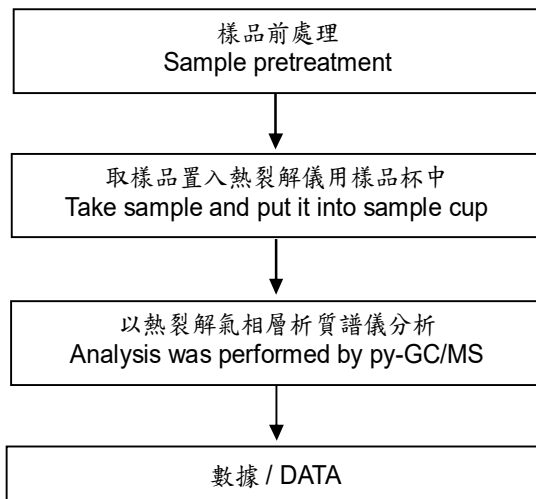 樣品前處理
Sample pretreatment
取樣品置入熱裂解儀用樣品杯中
Take sample and put it into sample cup
以熱裂解氣相層析質譜儀分析
Analysis was performed by py-GC/MS
數據 / DATA